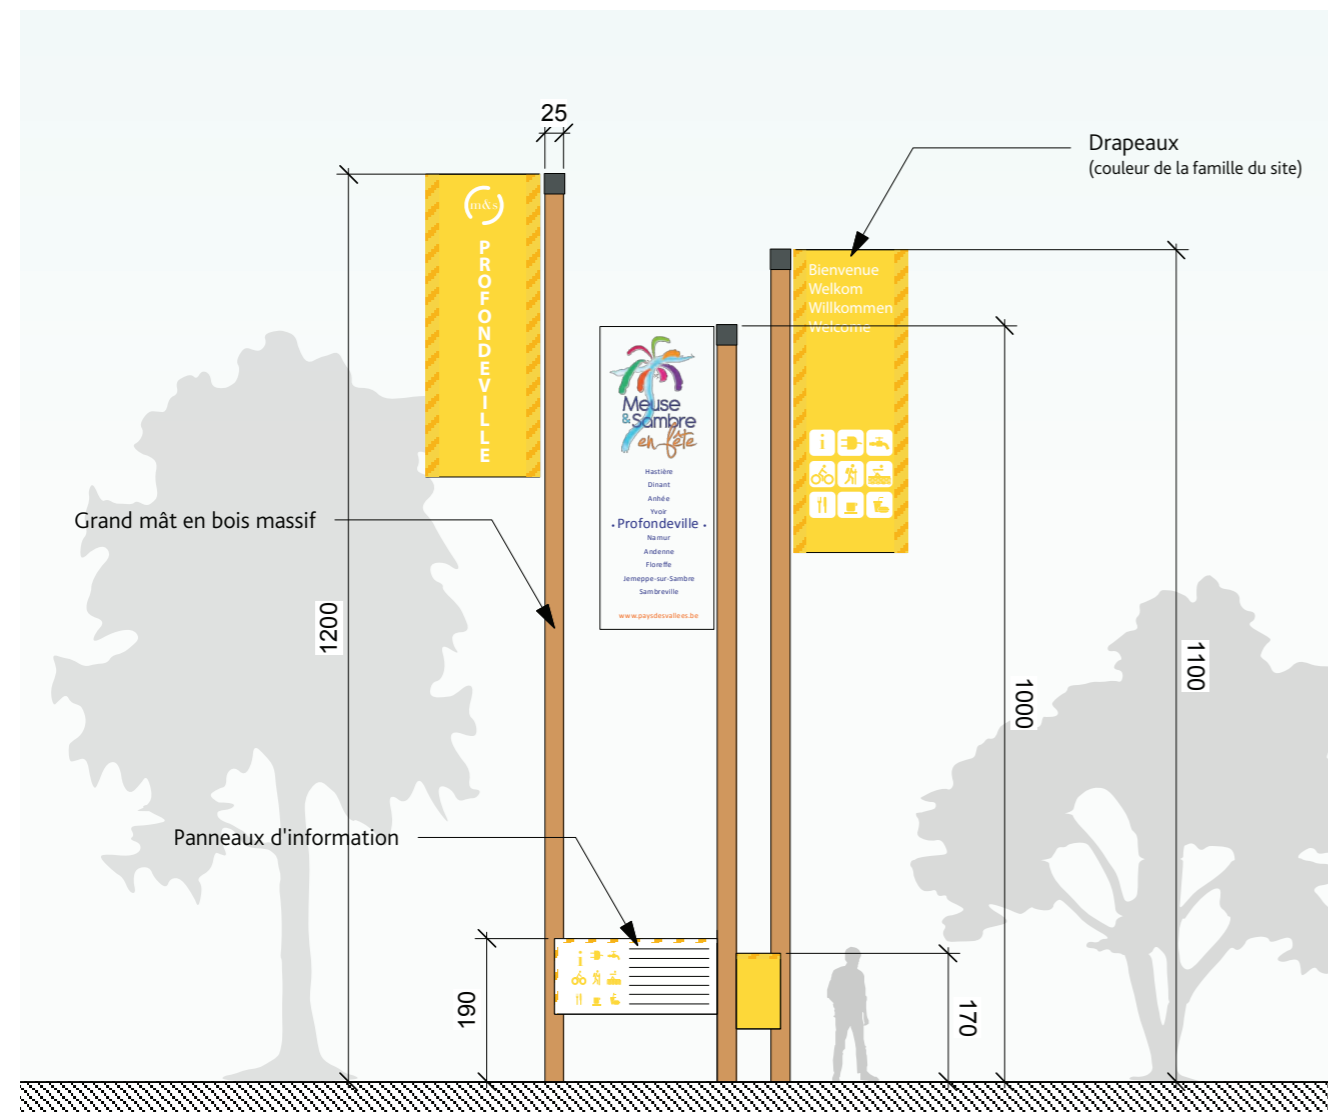 25
Drapeaux
(couleur de la famille du site)
m&s
PROFONDEVILLE
Bienvenue
Welkom
Willkommen
Welcome
Meuse
& Sambre
en fête
Hastière
Dinant
Anhée
Yvoir
• Profondeville •
Namur
Andenne
Floreffe
Jemeppe-sur-Sambre
Sambreville
www.paysdesvallees.be
i
Grand mât en bois massif
1200
1000
1100
Panneaux d'information
i
190
170